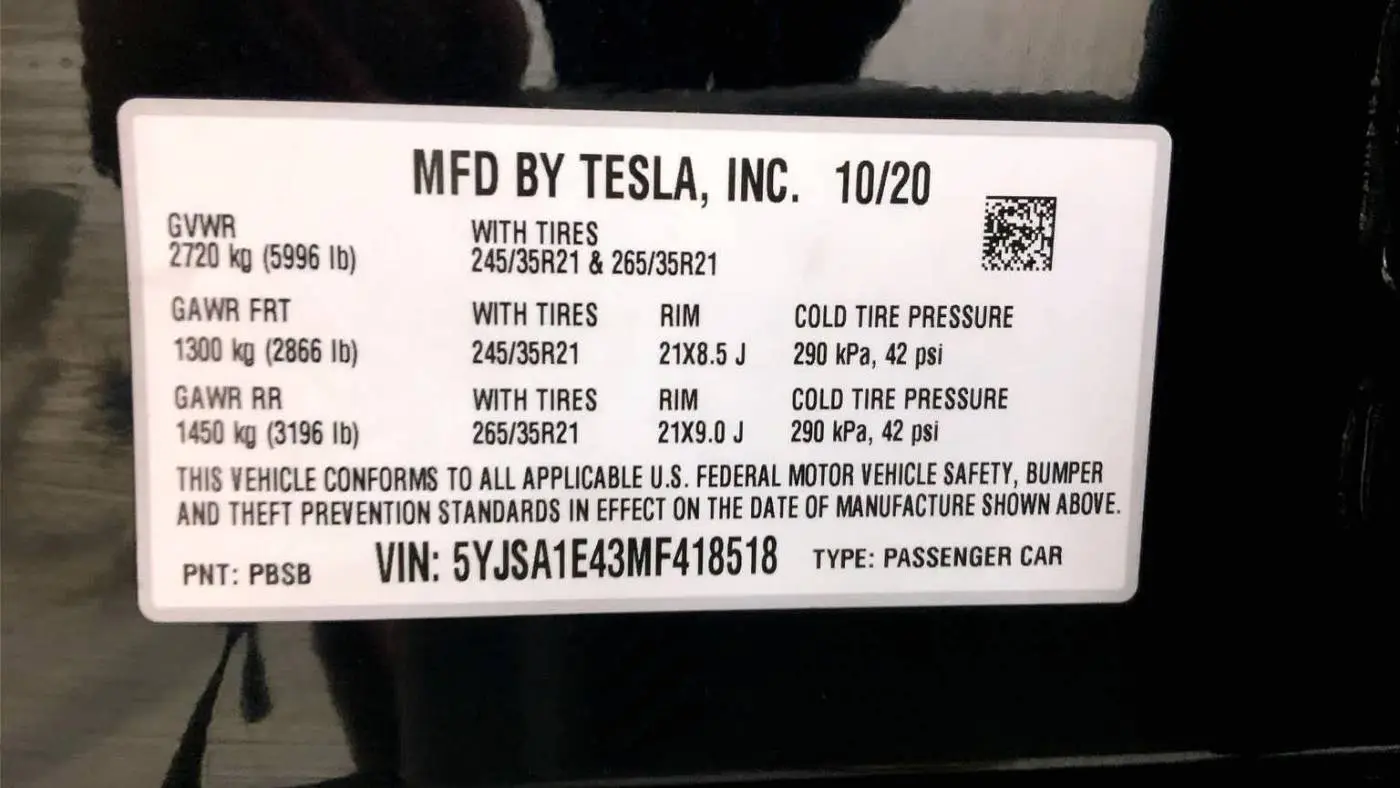 MFD BY TESLA, INC. 10/20
GVWR WITH TIRES
2720 kg (5996 lb) 245/35R21 & 265/35R21
GAWR FRT WITH TIRES RIM COLD TIRE PRESSURE
1300 kg (2866 lb) 245/35R21 21X8.5 J 290 kPa, 42 psi
GAWR RR WITH TIRES RIM COLD TIRE PRESSURE
1450 kg (3196 lb) 265/35R21 21X9.0 J 290 kPa, 42 psi
THIS VEHICLE CONFORMS TO ALL APPLICABLE U.S. FEDERAL MOTOR VEHICLE SAFETY, BUMPER
AND THEFT PREVENTION STANDARDS IN EFFECT ON THE DATE OF MANUFACTURE SHOWN ABOVE.
PNT: PBSB VIN: 5YJSA1E43MF418518 TYPE: PASSENGER CAR